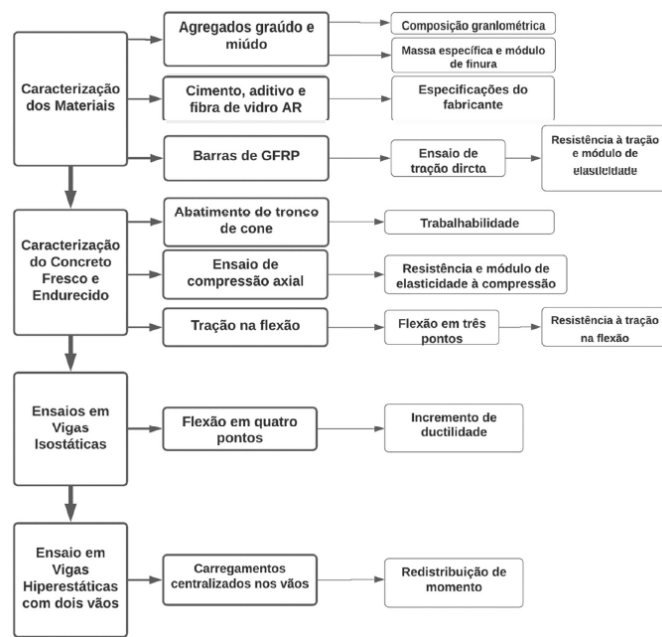 Caracterização
dos Materiais
Agregados graúdo e
miúdo
Composição granlométrica
Massa específica e módulo
de finura
Cimento, aditivo e
fibra de vidro AR
Especificações do
fabricante
Barras de GFRP
Ensaio de
tração dircta
Resistência à tração
e módulo de
elasticidade
Caracterização
do Concreto
Fresco e
Endurecido
Abatimento do tronco
de cone
Trabalhabilidade
Ensaio de
compressão axial
Resistência e módulo de
elasticidade à compressão
Tração na flexão
Flexão em três
pontos
Resistência à tração
na flexão
Ensaios em
Vigas
Isostáticas
Flexão em quatro
pontos
Incremento de
ductilidade
Ensaio em
Vigas
Hiperestáticas
com dois vãos
Carregamentos
centralizados nos vãos
Redistribuição de
momento